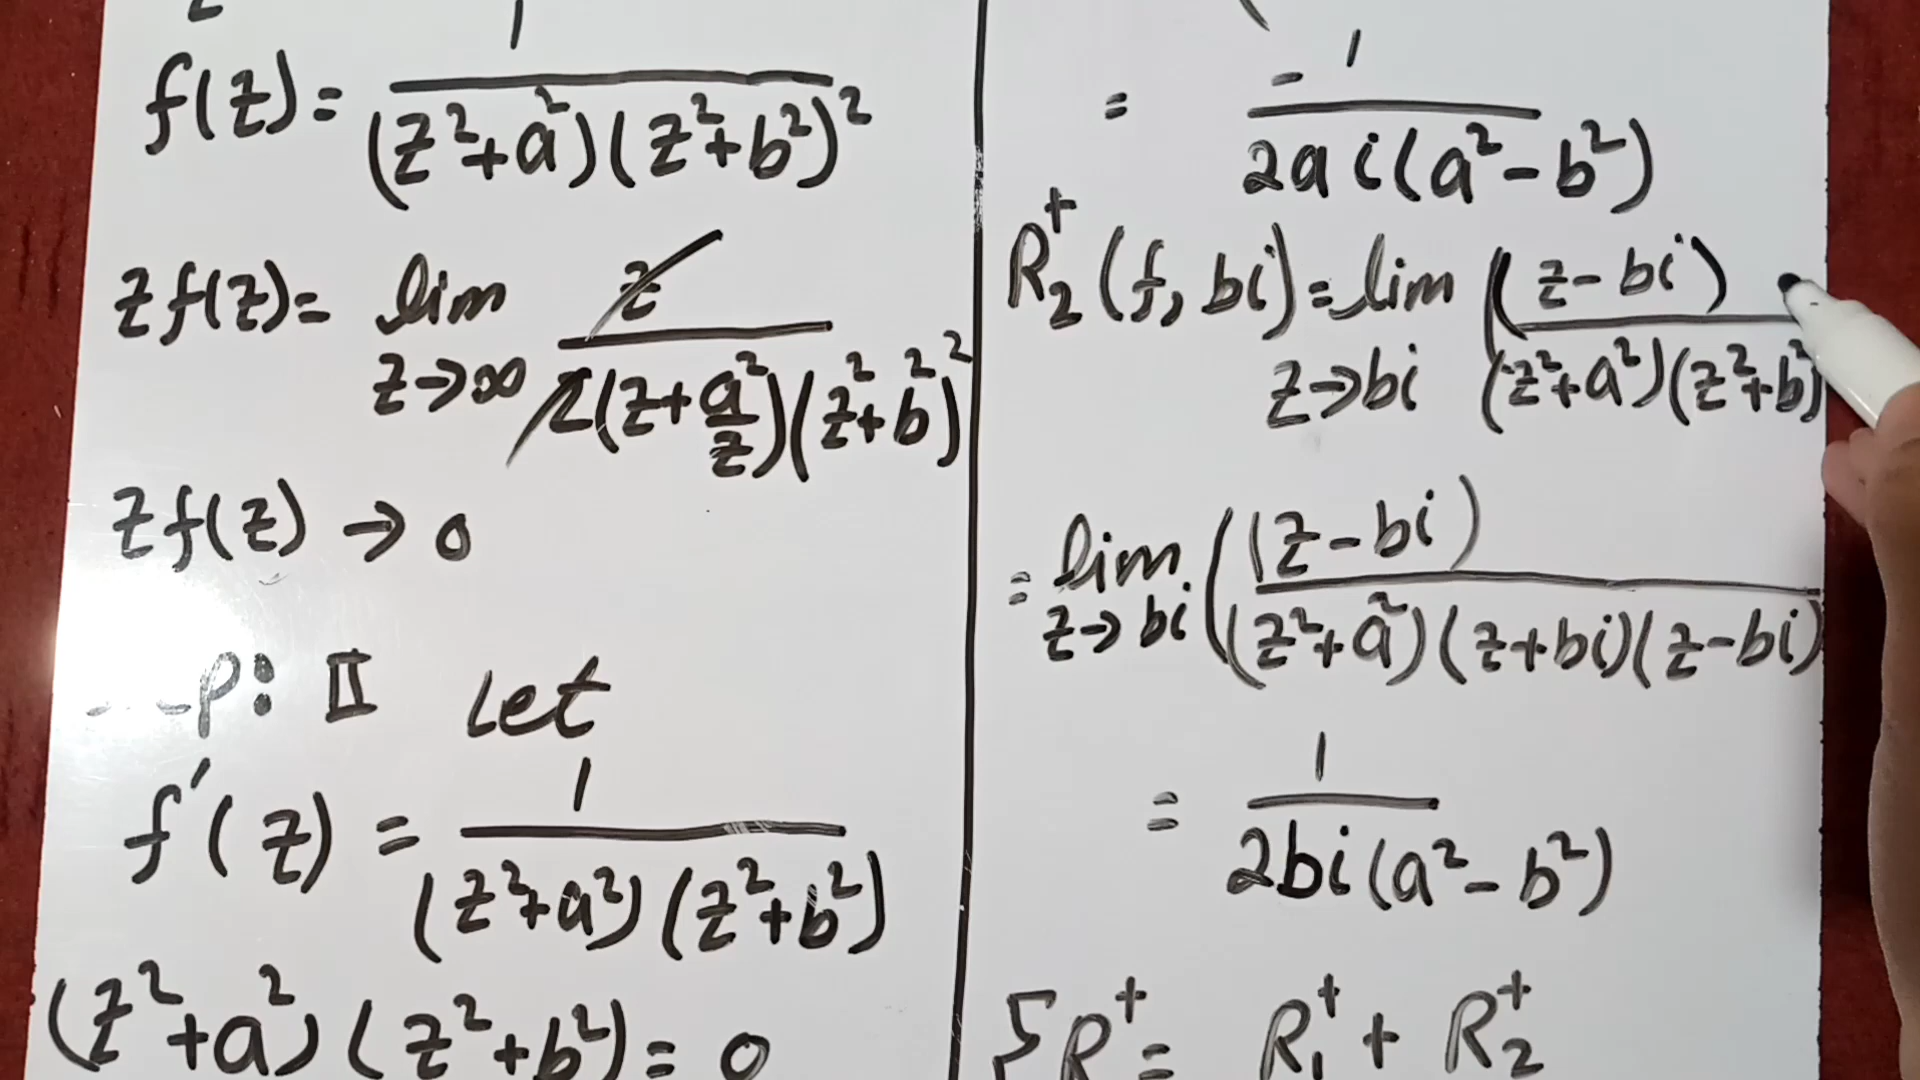 f(z) = 1 / (z²+a²)(z²+b²)²
zf(z) = lim z→∞ z / z(z+a²/z)(z²+b²)²
zf(z) → 0
p: II Let
f'(z) = 1 / (z²+a²)(z²+b²)
(z²+a²)(z²+b²) = 0
= -1 / 2ai(a²-b²)
R₂⁺(f, bi) = lim z→bi ((z-bi) / (z²+a²)(z²+b²)
= lim z→bi ((z-bi) / (z²+a²)(z+bi)(z-bi)
= 1 / 2bi(a²-b²)
ΣR⁺ = R₁⁺ + R₂⁺